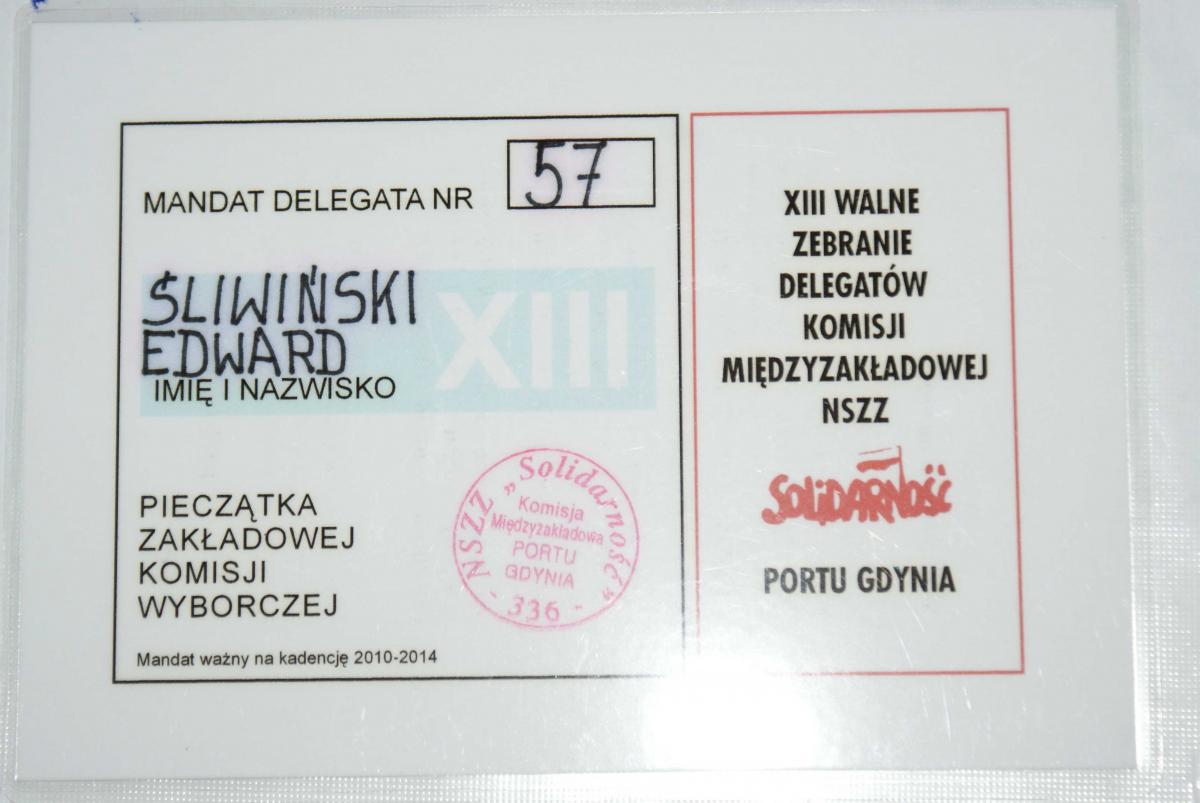 MANDAT DELEGATA NR 57
ŚLIWIŃSKI
EDWARD
XIII
IMIĘ I NAZWISKO
PIECZĄTKA
ZAKŁADOWEJ
KOMISJI
WYBORCZEJ
NSZZ „Solidarność”
Komisja
Międzyzakładowa
PORTU
GDYNIA
- 336 -
Mandat ważny na kadencję 2010-2014
XIII WALNE
ZEBRANIE
DELEGATÓW
KOMISJI
MIĘDZYZAKŁADOWEJ
NSZZ
SOLIDARNOŚĆ
PORTU GDYNIA